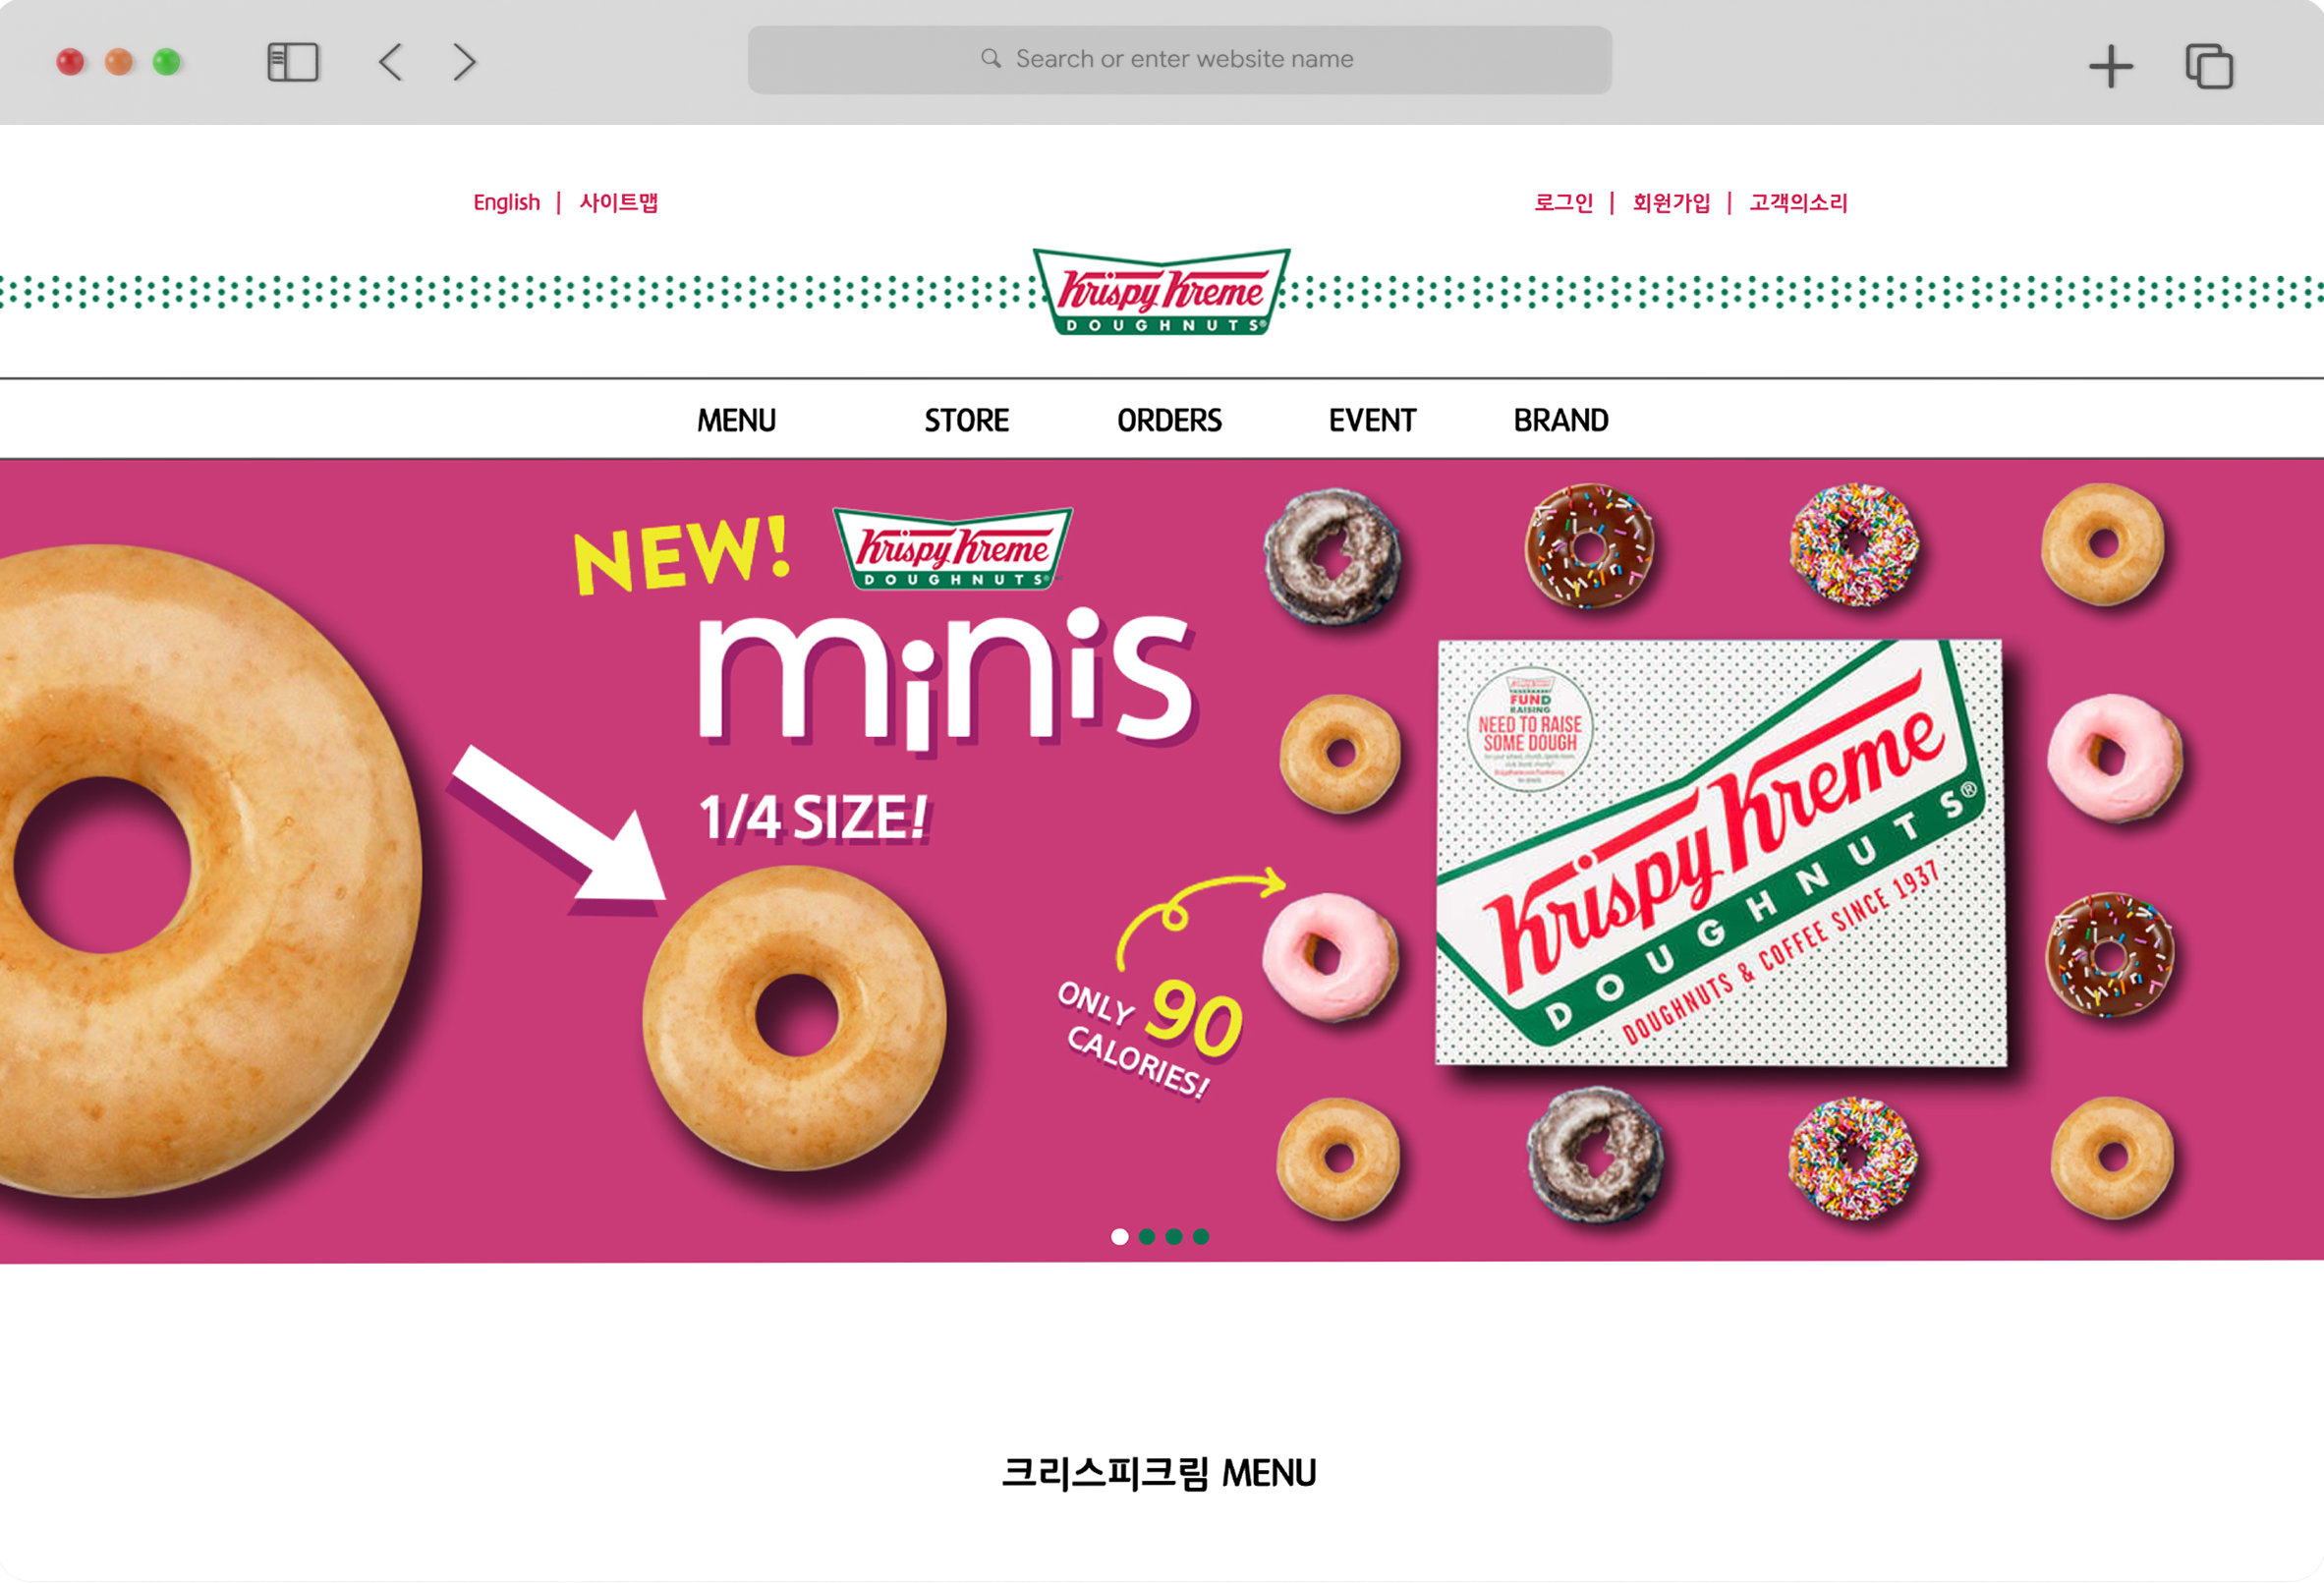 Search or enter website name
English | 사이트맵
로그인 | 회원가입 | 고객의소리
Krispy Kreme
DOUGHNUTS®
MENU STORE ORDERS EVENT BRAND
NEW!
Krispy Kreme
DOUGHNUTS
minis
1/4 SIZE!
ONLY 90
CALORIES!
FUND
RAISING
NEED TO RAISE
SOME DOUGH
Krispy Kreme
DOUGHNUTS®
DOUGHNUTS & COFFEE SINCE 1937
크리스피크림 MENU